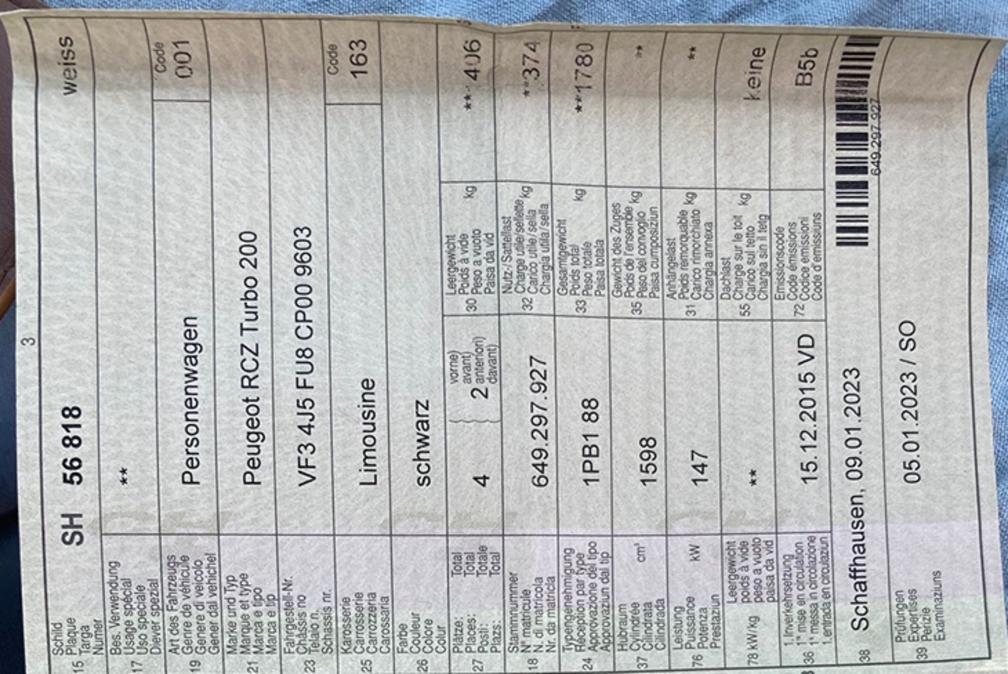 3
Schild
Plaque
15 Targa
Numer
SH 56 818
weiss
Bes. Verwendung
Usage spécial
17 Uso speciale
Diever spezial
**
Art des Fahrzeugs
Genre de véhicule
19 Genere di veicolo
Gener dal vehichel
Personenwagen
Code
001
Marke und Typ
Marque et type
21 Marca e tipo
Marca e tip
Peugeot RCZ Turbo 200
Fahrgestell-Nr.
Châssis no
23 Telaio n.
Schassis nr.
VF3 4J5 FU8 CP00 9603
Karosserie
Carrosserie
25 Carrozzeria
Carossaria
Limousine
Code
163
Farbe
Couleur
26 Colore
Colur
schwarz
Plätze: Total
Places: Total
27 Posti: Totale
Plazs: Total
4
vorne)
avant)
2 anteriori)
davant)
Leergewicht
Poids à vide
30 Peso a vuoto kg
Paisa da vid
** 406
Stammnummer
N° matricule
18 N. di matricola
Nr. da matricla
649.297.927
Nutz-/Sattellast
Charge utile/sellette kg
32 Carico utile/sella
Chargia utila/sella
**374
Typengenehmigung
Réception par type
24 Approvazione del tipo
Approvaziun dal tip
1PB1 88
Gesamtgewicht
Poids total kg
33 Peso totale
Paisa totala
**1780
Hubraum
Cylindrée cm³
37 Cilindrata
Cilindrada
1598
Gewicht des Zuges
Poids de l'ensemble kg
35 Peso del convoglio
Paisa cumposiziun
**
Leistung
Puissance kW
76 Potenza
Prestaziun
147
Anhängelast
Poids remorquable kg
31 Carico rimorchiato
Chargia annexa
**
Leergewicht
poids à vide
78 kW/kg peso a vuoto
paisa da vid
**
Dachlast
55 Charge sur le toit kg
Carico sul tetto
Chargia sin il tetg
keine
1. Inverkehrsetzung
1re mise en circulation
36 1a messa in circolazione
1. entrada en circulaziun
15.12.2015 VD
Emissionscode
72 Code émissions
Codice emissioni
Code d'emissiuns
B5b
38 Schaffhausen, 09.01.2023
649.297.927
Prüfungen
Expertises
39 Perizie
Examinaziuns
05.01.2023 / SO